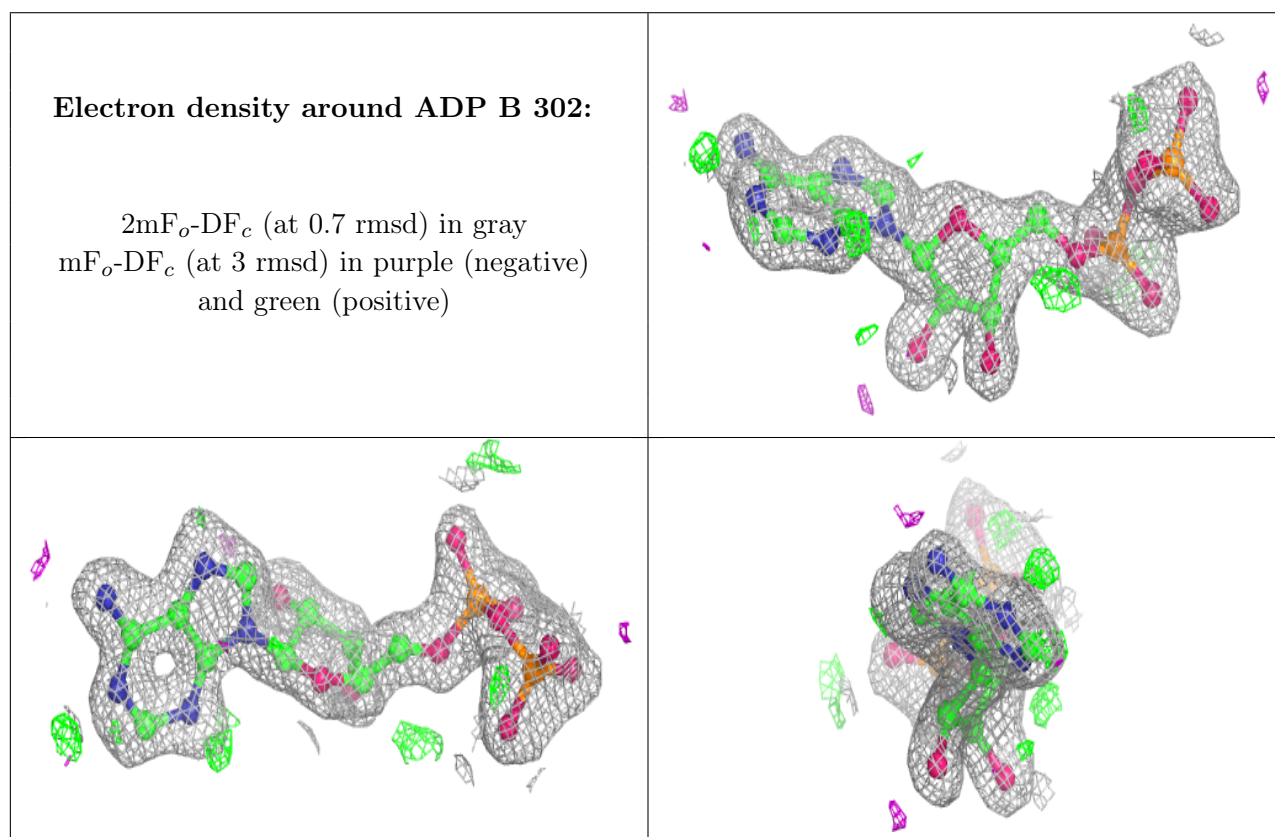 Electron density around ADP B 302:
2mFo-DFc (at 0.7 rmsd) in gray
mFo-DFc (at 3 rmsd) in purple (negative)
and green (positive)